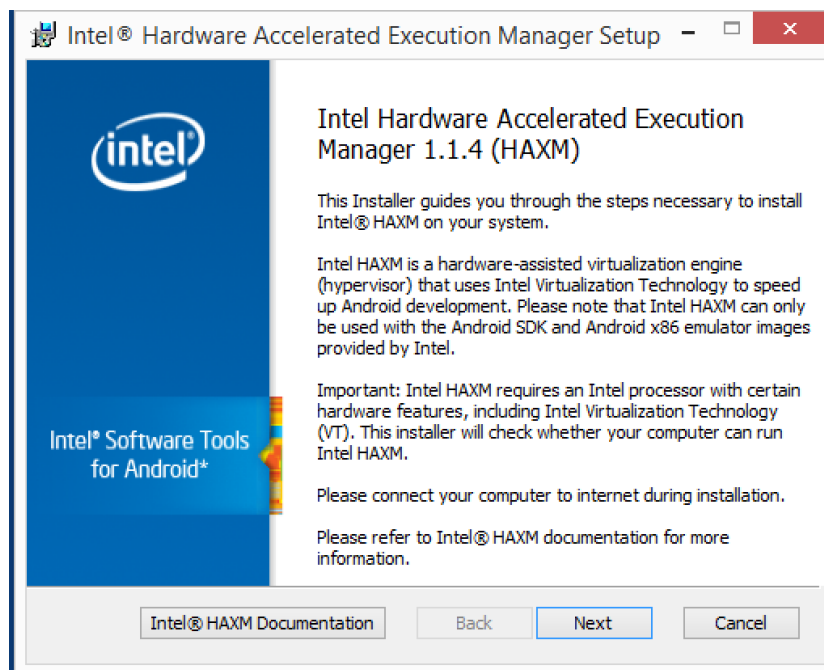 Intel® Hardware Accelerated Execution Manager Setup
intel®
Intel® Software Tools
for Android*
Intel Hardware Accelerated Execution
Manager 1.1.4 (HAXM)
This Installer guides you through the steps necessary to install
Intel® HAXM on your system.
Intel HAXM is a hardware-assisted virtualization engine
(hypervisor) that uses Intel Virtualization Technology to speed
up Android development. Please note that Intel HAXM can only
be used with the Android SDK and Android x86 emulator images
provided by Intel.
Important: Intel HAXM requires an Intel processor with certain
hardware features, including Intel Virtualization Technology
(VT). This installer will check whether your computer can run
Intel HAXM.
Please connect your computer to internet during installation.
Please refer to Intel® HAXM documentation for more
information.
Intel® HAXM Documentation
Back
Next
Cancel